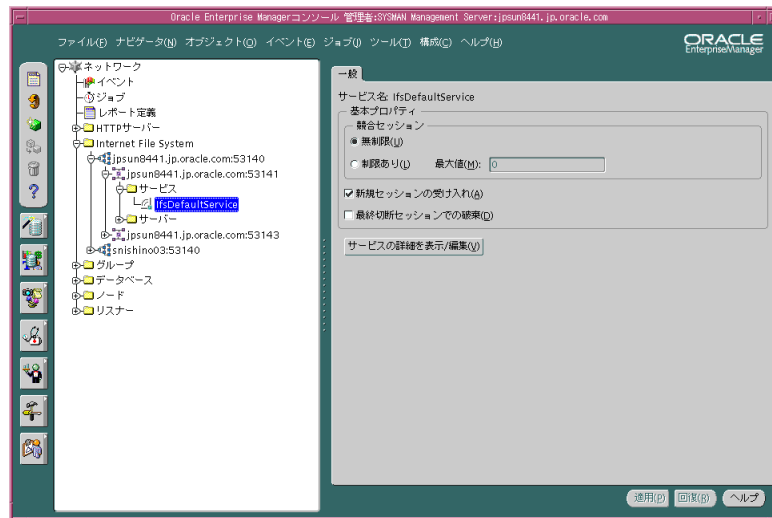 Oracle Enterprise Managerコンソール 管理者:SYSMAN Management Server:jpsun8441.jp.oracle.com
ファイル(F) ナビゲータ(N) オブジェクト(O) イベント(E) ジョブ(J) ツール(T) 構成(C) ヘルプ(H)
ORACLE
EnterpriseManager
ネットワーク
イベント
ジョブ
レポート定義
HTTPサーバー
Internet File System
jpsun8441.jp.oracle.com:53140
jpsun8441.jp.oracle.com:53141
サービス
IfsDefaultService
サーバー
jpsun8441.jp.oracle.com:53143
snishino03:53140
グループ
データベース
ノード
リスナー
一般
サービス名: IfsDefaultService
基本プロパティ
競合セッション
無制限(U)
制限あり(L) 最大値(M): 0
新規セッションの受け入れ(A)
最終切断セッションでの破棄(D)
サービスの詳細を表示/編集(V)
適用(P) 回復(R) ヘルプ